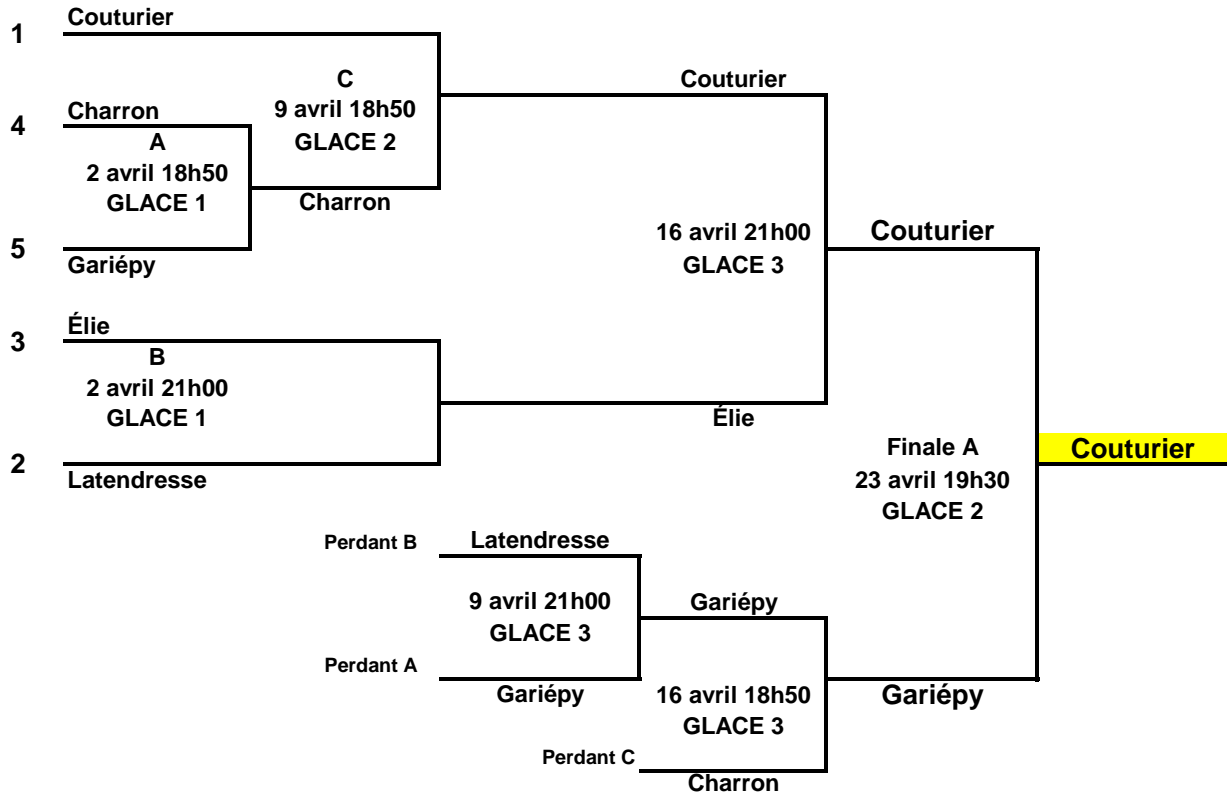 Couturier
1
C
9 avril 18h50
GLACE 2
Couturier
Charron
4
A
2 avril 18h50
GLACE 1
Charron
5
Gariépy
16 avril 21h00
GLACE 3
Couturier
Élie
3
B
2 avril 21h00
GLACE 1
Élie
2
Latendresse
Finale A
23 avril 19h30
GLACE 2
Couturier
Perdant B
Latendresse
9 avril 21h00
GLACE 3
Gariépy
Perdant A
Gariépy
16 avril 18h50
GLACE 3
Gariépy
Perdant C
Charron